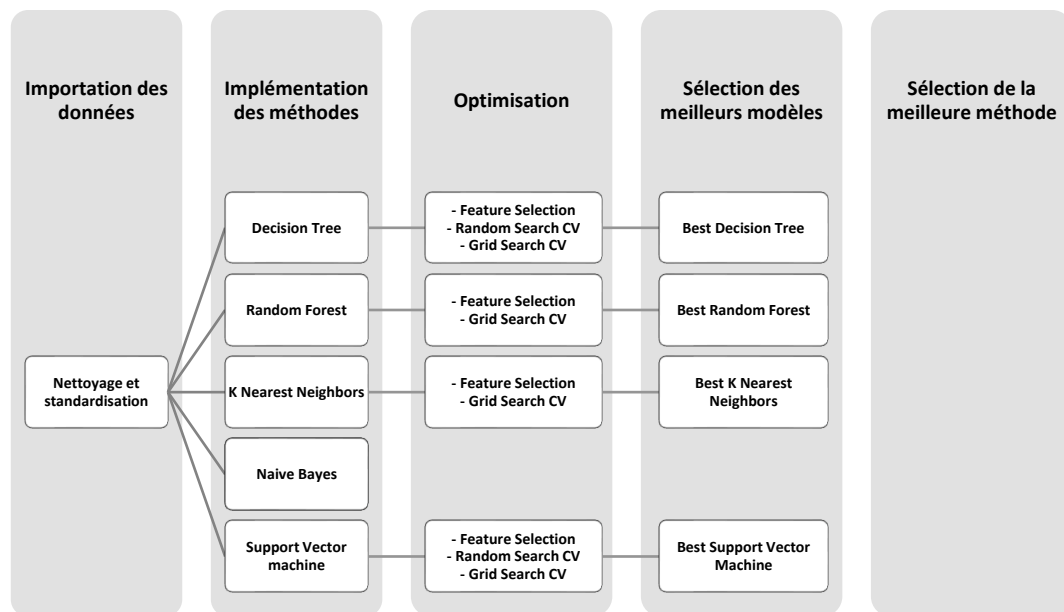 Importation des
données
Implémentation
des méthodes
Optimisation
Sélection des
meilleurs modèles
Sélection de la
meilleure méthode
Nettoyage et
standardisation
Decision Tree
- Feature Selection
- Random Search CV
- Grid Search CV
Best Decision Tree
Random Forest
- Feature Selection
- Grid Search CV
Best Random Forest
K Nearest Neighbors
- Feature Selection
- Grid Search CV
Best K Nearest
Neighbors
Naive Bayes
Support Vector
machine
- Feature Selection
- Random Search CV
- Grid Search CV
Best Support Vector
Machine